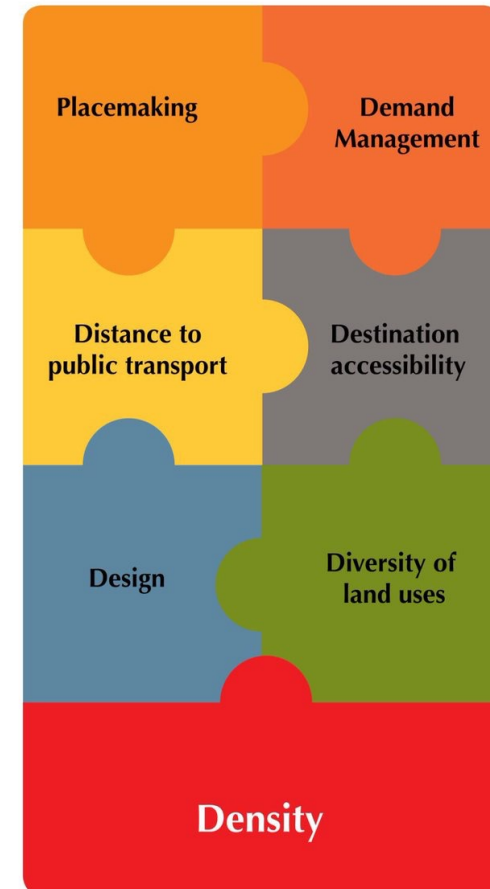 Placemaking
Demand
Management
Distance to
public transport
Destination
accessibility
Design
Diversity of
land uses
Density